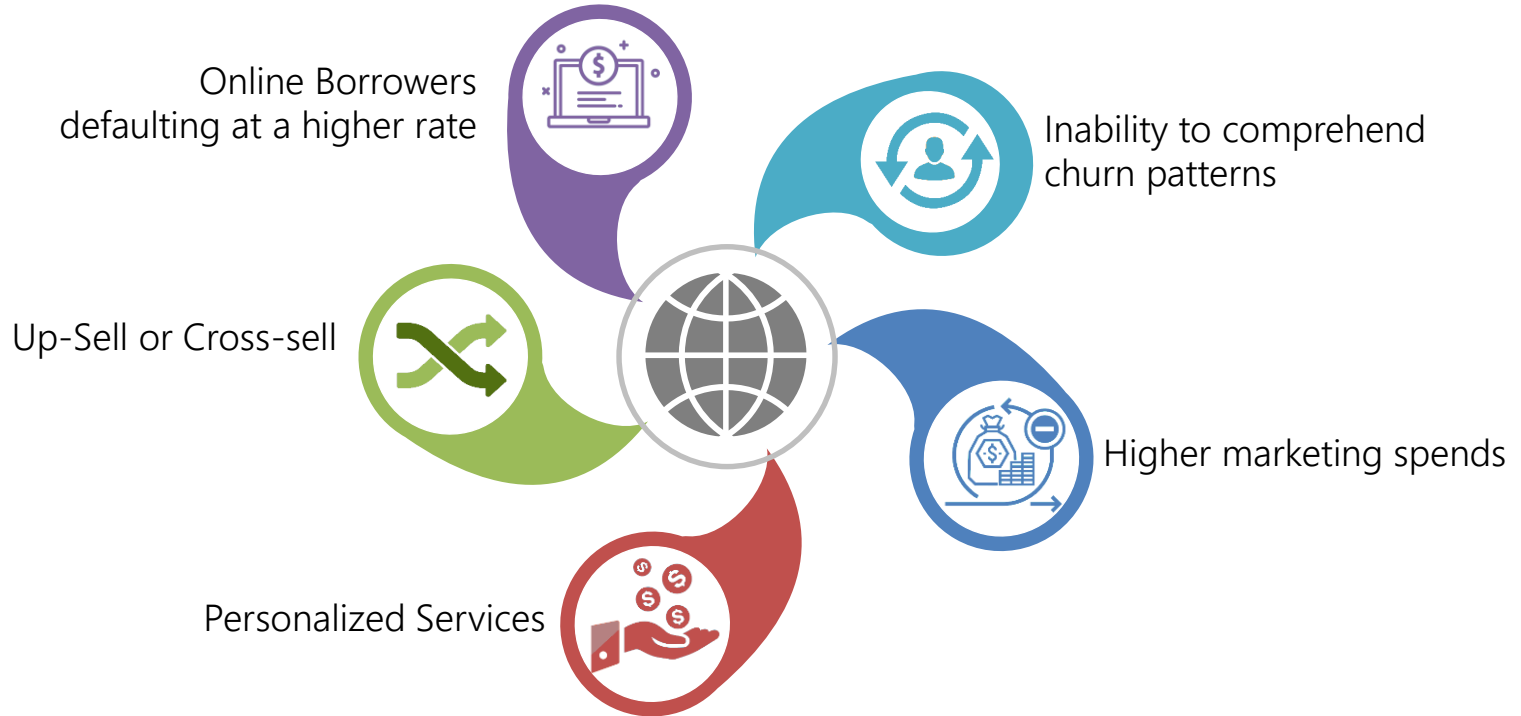 Online Borrowers
defaulting at a higher rate
Inability to comprehend
churn patterns
Up-Sell or Cross-sell
Higher marketing spends
Personalized Services
$
$
$
$
$
$